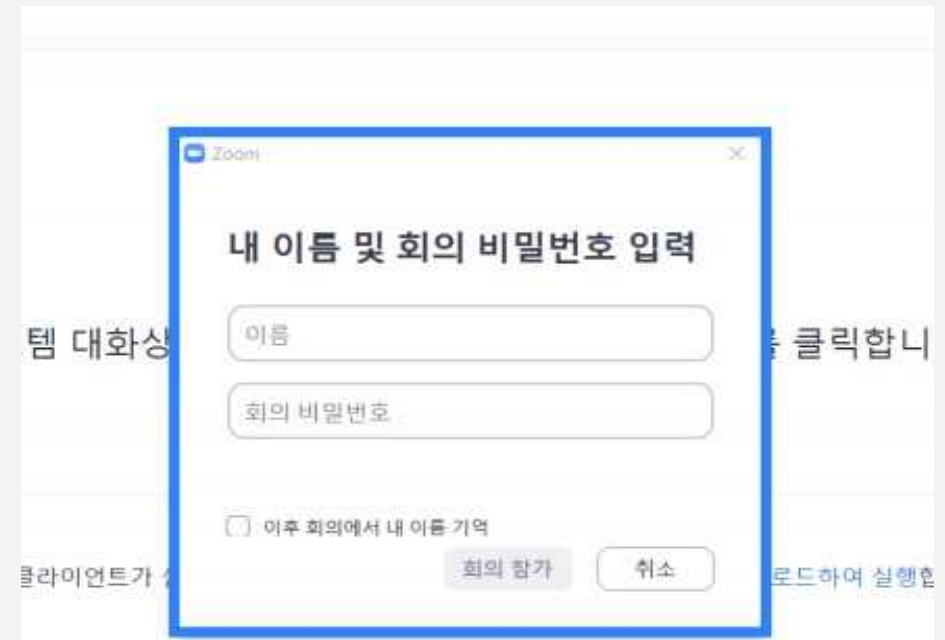 Zoom
내 이름 및 회의 비밀번호 입력
이름
템 대화상 를 클릭합니
회의 비밀번호
이후 회의에서 내 이름 기억
회의 참가 취소
클라이언트가 로드하여 실행합